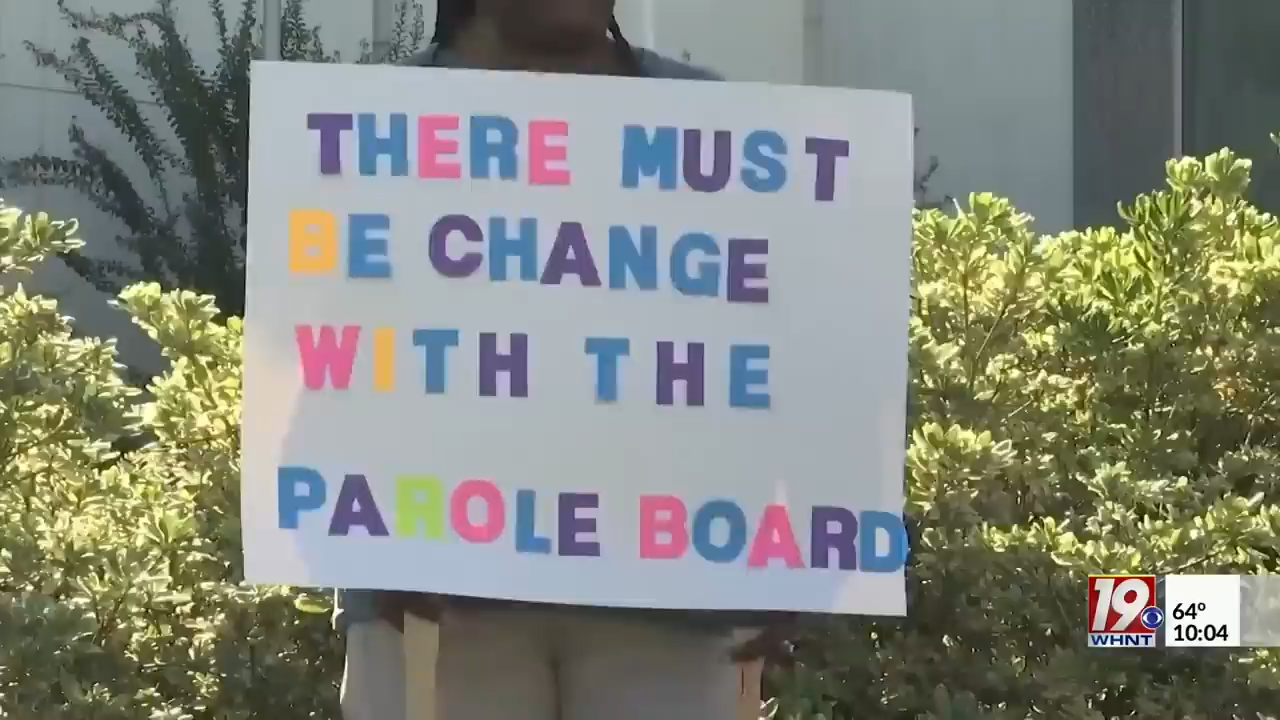 THERE MUST
BE CHANGE
WITH THE
PAROLE BOARD
19
WHNT
64°
10:04